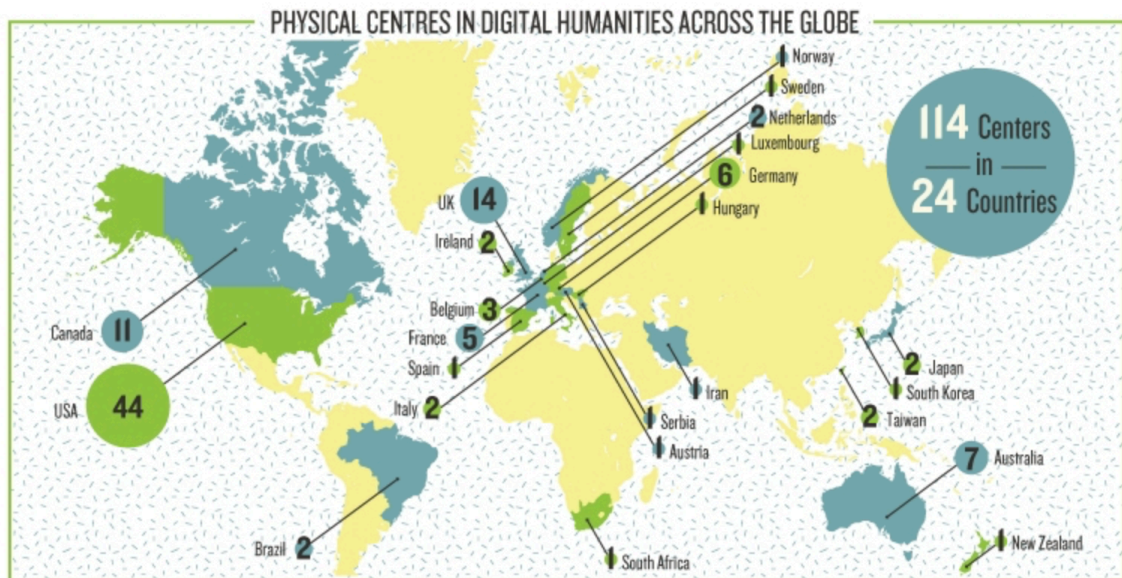 PHYSICAL CENTRES IN DIGITAL HUMANITIES ACROSS THE GLOBE
114 Centers
in
24 Countries
1 Norway
1 Sweden
2 Netherlands
1 Luxembourg
6 Germany
1 Hungary
UK 14
Ireland 2
Belgium 3
France 5
Spain 1
Italy 2
Canada 11
USA 44
Brazil 2
1 Iran
1 Serbia
1 Austria
1 South Africa
2 Japan
1 South Korea
2 Taiwan
7 Australia
1 New Zealand